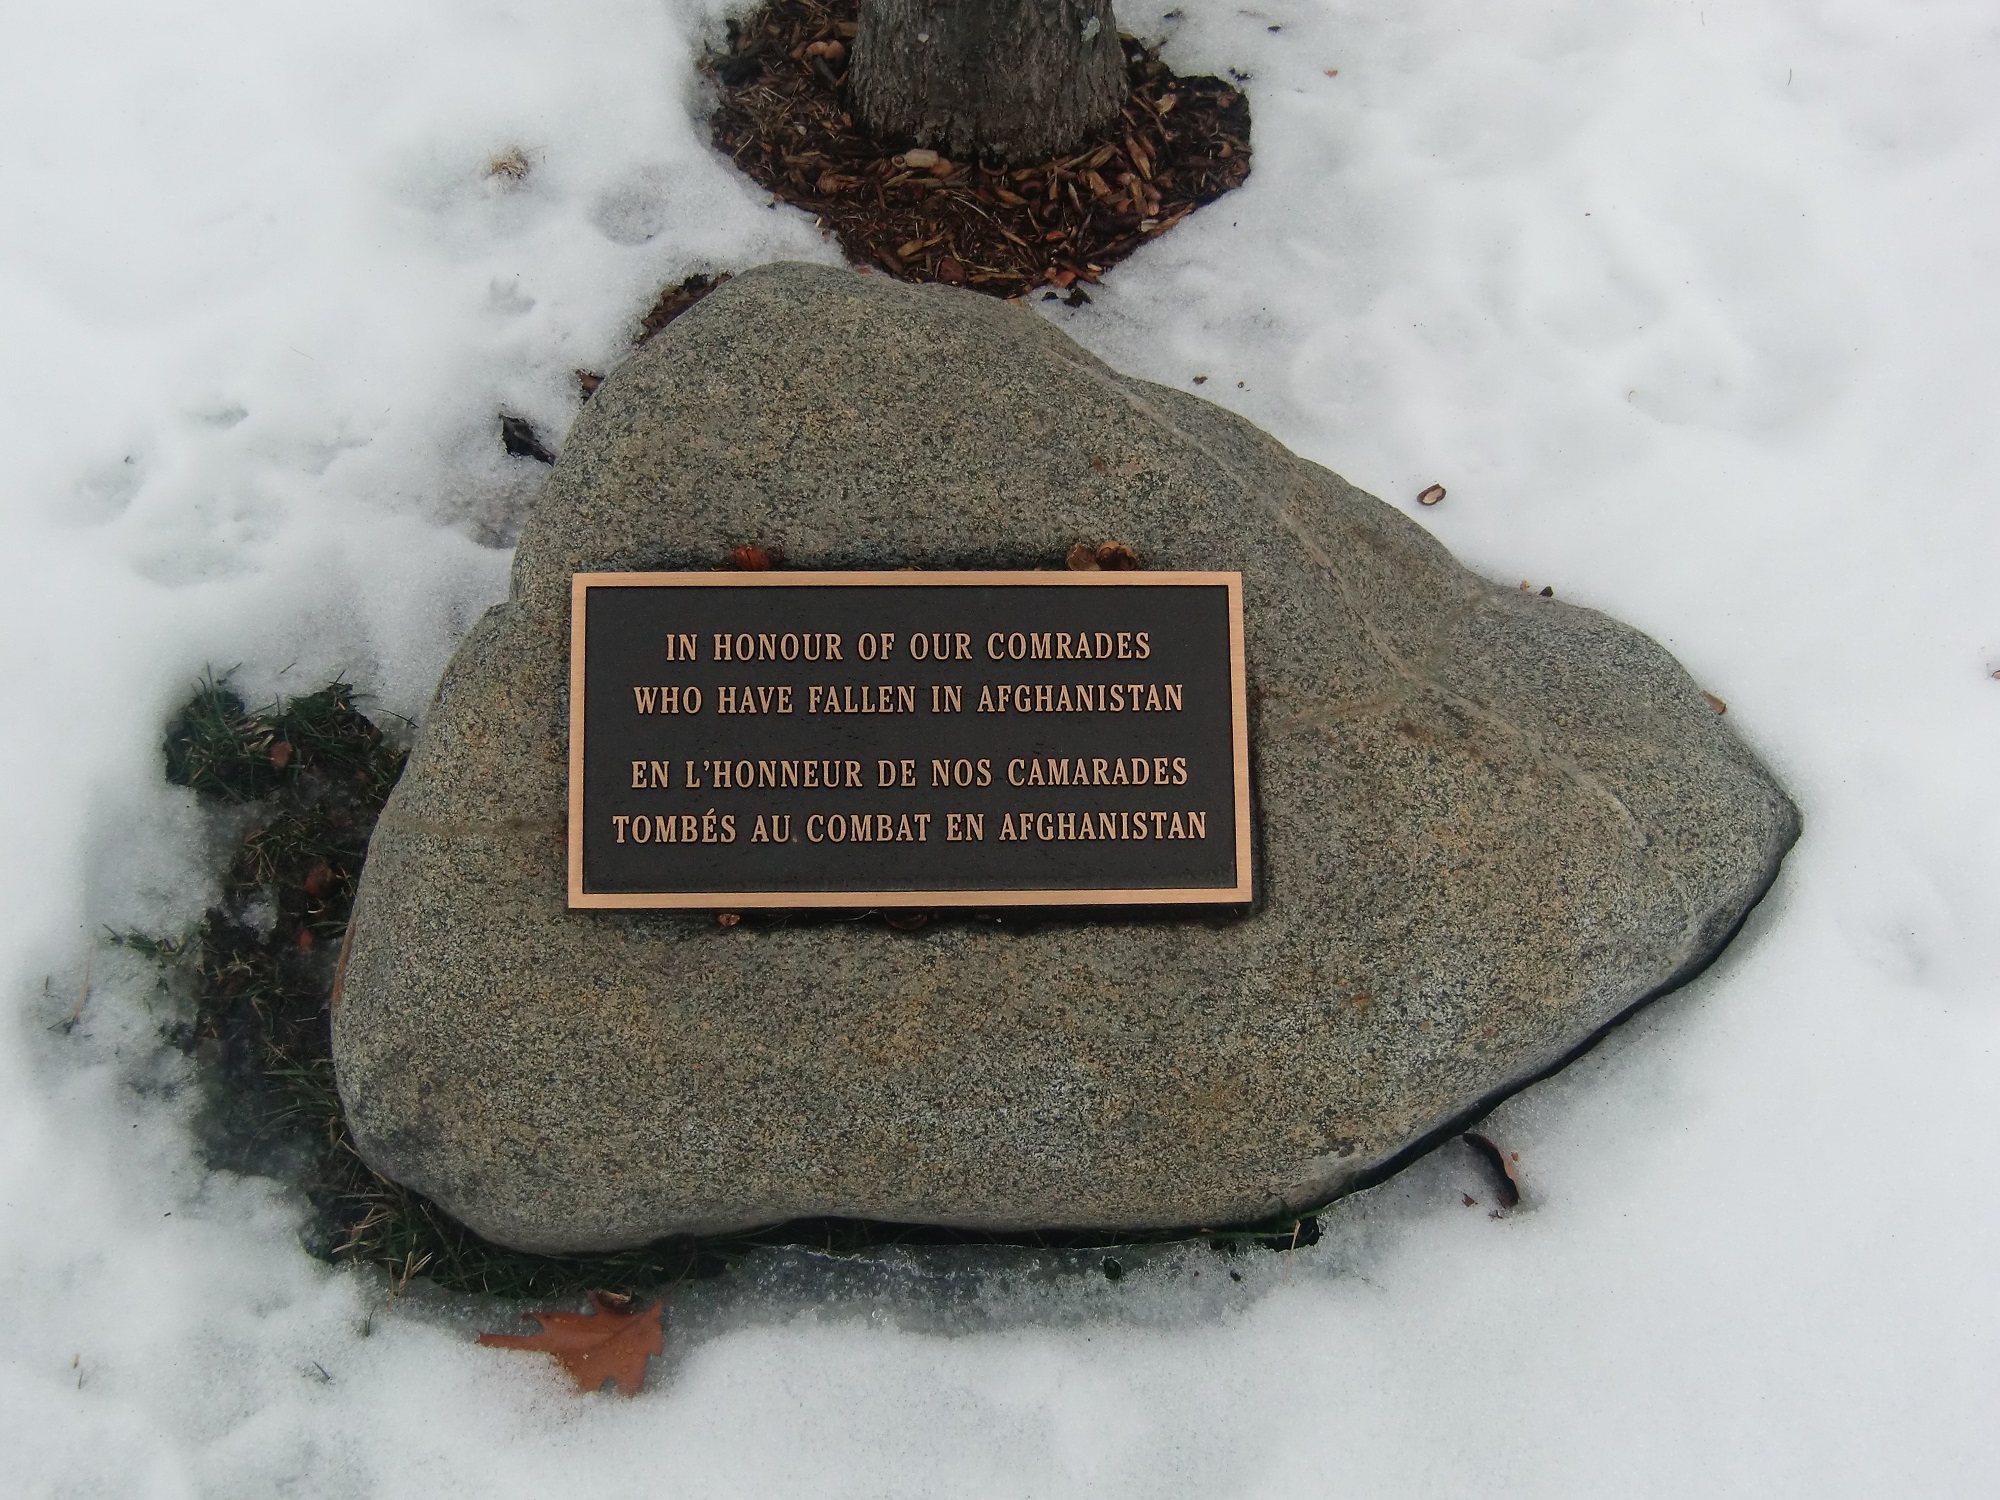 IN HONOUR OF OUR COMRADES
WHO HAVE FALLEN IN AFGHANISTAN
EN L'HONNEUR DE NOS CAMARADES
TOMBÉS AU COMBAT EN AFGHANISTAN